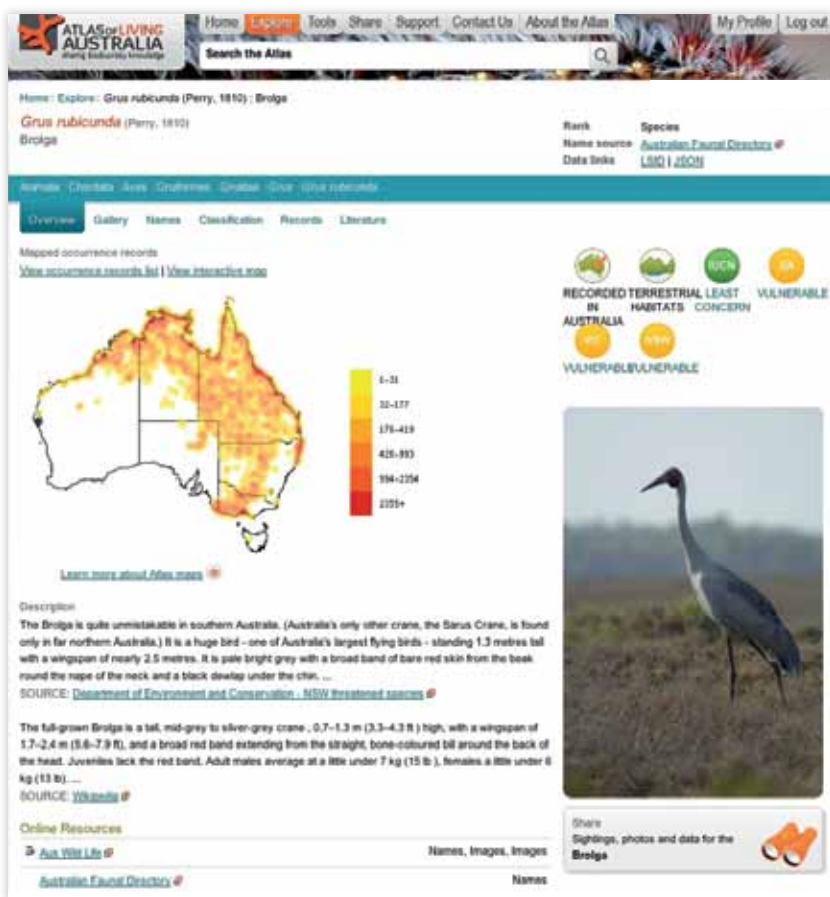 ATLAS OF LIVING
AUSTRALIA
sharing biodiversity knowledge
Home Explore Tools Share Support Contact Us About the Atlas My Profile Log out
Search the Atlas
Home: Explore: Grus rubicunda (Perry, 1810) : Brolga
Grus rubicunda (Perry, 1810)
Brolga
Rank Species
Name source Australian Faunal Directory
Data links LSID | JSON
Animalia Chordata Aves Gruiformes Gruidae Grus Grus rubicunda
Overview Gallery Names Classification Records Literature
Mapped occurrence records
View occurrence records list | View interactive map
IUCN
SA
RECORDED IN AUSTRALIA
TERRESTRIAL HABITATS
LEAST CONCERN
VULNERABLE
VIC
NSW
VULNERABLE
VULNERABLE
1-31
32-177
178-419
594-2354
2355+
Learn more about Atlas maps
Description
The Brolga is quite unmistakable in southern Australia. (Australia's only other crane, the Sarus Crane, is found
only in far northern Australia.) It is a huge bird - one of Australia's largest flying birds - standing 1.3 metres tall
with a wingspan of nearly 2.5 metres. It is pale bright grey with a broad band of bare red skin from the beak
round the nape of the neck and a black dewlap under the chin. ...
SOURCE: Department of Environment and Conservation - NSW threatened species
The full-grown Brolga is a tall, mid-grey to silver-grey crane , 0.7–1.3 m (3.3–4.3 ft ) high, with a wingspan of
1.7–2.4 m (5.6–7.9 ft), and a broad red band extending from the straight, bone-coloured bill around the back of
the head. Juveniles lack the red band. Adult males average at a little under 7 kg (15 lb ), females a little under 6
kg (13 lb). ...
SOURCE: Wikipedia
Online Resources
Aus Wild Life Names, Images, Images
Australian Faunal Directory Names
Share
Sightings, photos and data for the
Brolga